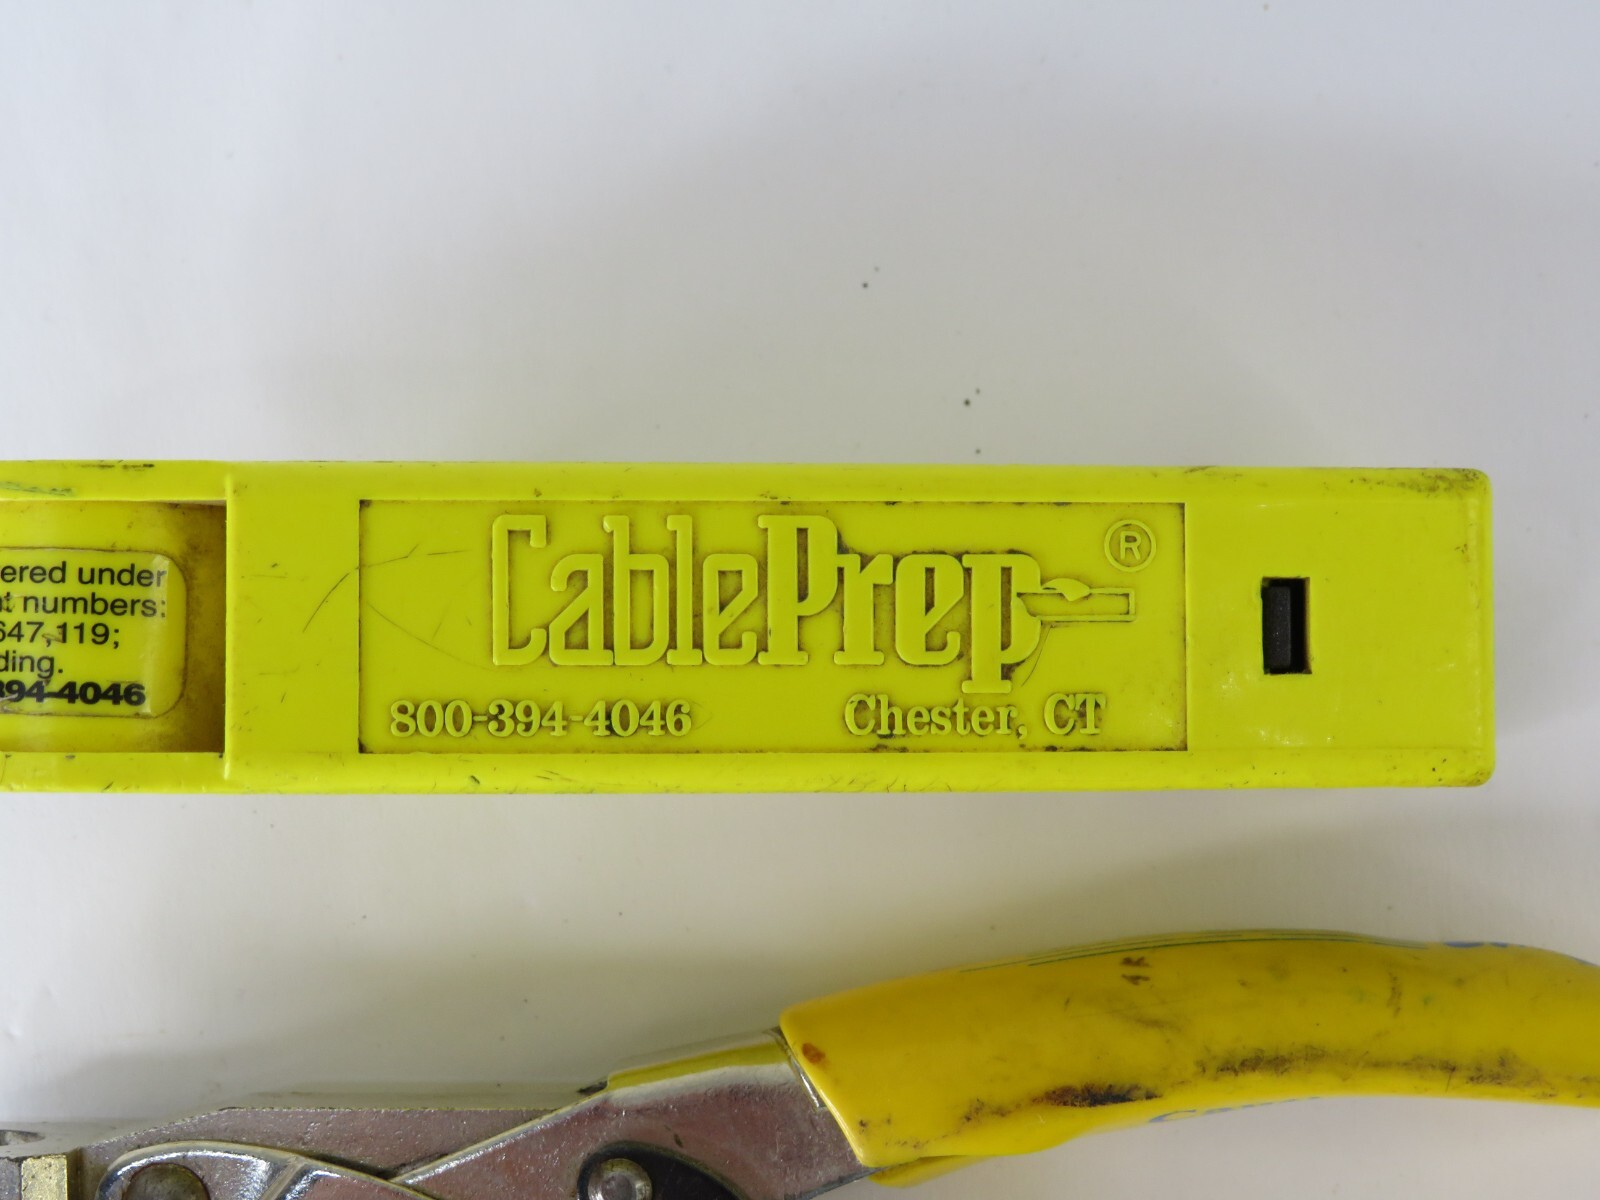 ered under
numbers:
647,119;
ding.
394-4046
CablePrep®
800-394-4046 Chester, CT